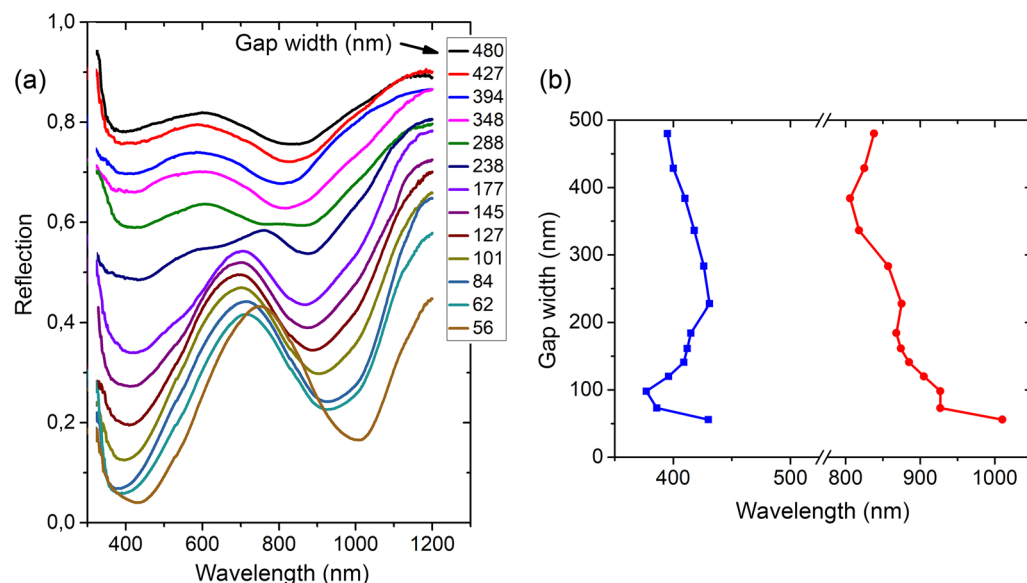 (a)
Gap width (nm)
480
427
394
348
288
238
177
145
127
101
84
62
56
1,0
0,8
0,6
0,4
0,2
0,0
Reflection
400 600 800 1000 1200
Wavelength (nm)
(b)
500
400
300
200
100
0
Gap width (nm)
400 500 800 900 1000
Wavelength (nm)